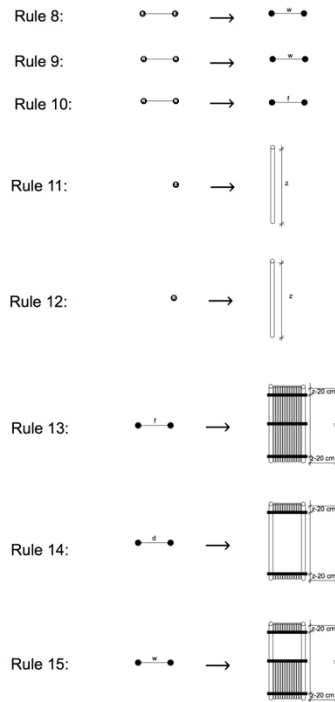 Rule 8: w
Rule 9: w
Rule 10: f
Rule 11: z
Rule 12: z
z-20 cm
Rule 13: f
z-20 cm
z-20 cm
Rule 14: d
z-20 cm
z-20 cm
Rule 15: w
z-20 cm